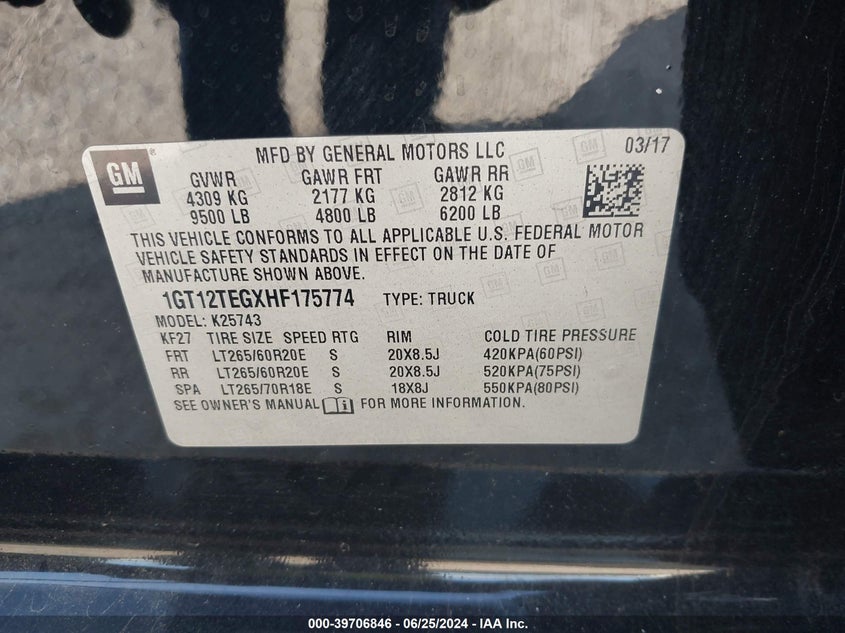 GM
MFD BY GENERAL MOTORS LLC 03/17
GVWR GAWR FRT GAWR RR
4309 KG 2177 KG 2812 KG
9500 LB 4800 LB 6200 LB
THIS VEHICLE CONFORMS TO ALL APPLICABLE U.S. FEDERAL MOTOR
VEHICLE SAFETY STANDARDS IN EFFECT ON THE DATE OF
MANUFACTURE SHOWN ABOVE.
1GT12TEGXHF175774 TYPE: TRUCK
MODEL: K25743
KF27 TIRE SIZE SPEED RTG RIM COLD TIRE PRESSURE
FRT LT265/60R20E S 20X8.5J 420KPA(60PSI)
RR LT265/60R20E S 20X8.5J 520KPA(75PSI)
SPA LT265/70R18E S 18X8J 550KPA(80PSI)
SEE OWNER'S MANUAL FOR MORE INFORMATION.
000-39706846 - 06/25/2024 - IAA Inc.